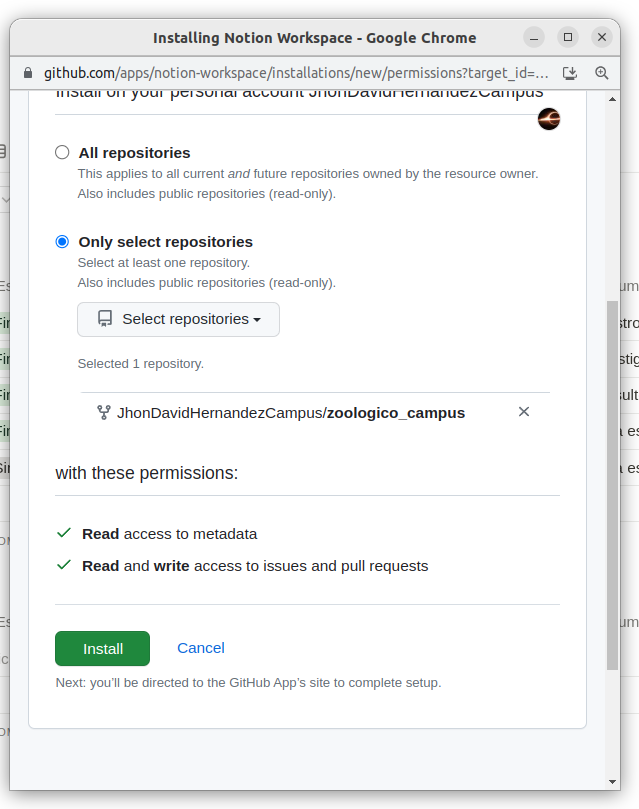 Installing Notion Workspace - Google Chrome
github.com/apps/notion-workspace/installations/new/permissions?target_id=...
Install on your personal account JhonDavidHernandezCampus
All repositories
This applies to all current and future repositories owned by the resource owner.
Also includes public repositories (read-only).
Only select repositories
Select at least one repository.
Also includes public repositories (read-only).
Select repositories
Selected 1 repository.
JhonDavidHernandezCampus/zoologico_campus
with these permissions:
Read access to metadata
Read and write access to issues and pull requests
Install Cancel
Next: you'll be directed to the GitHub App's site to complete setup.